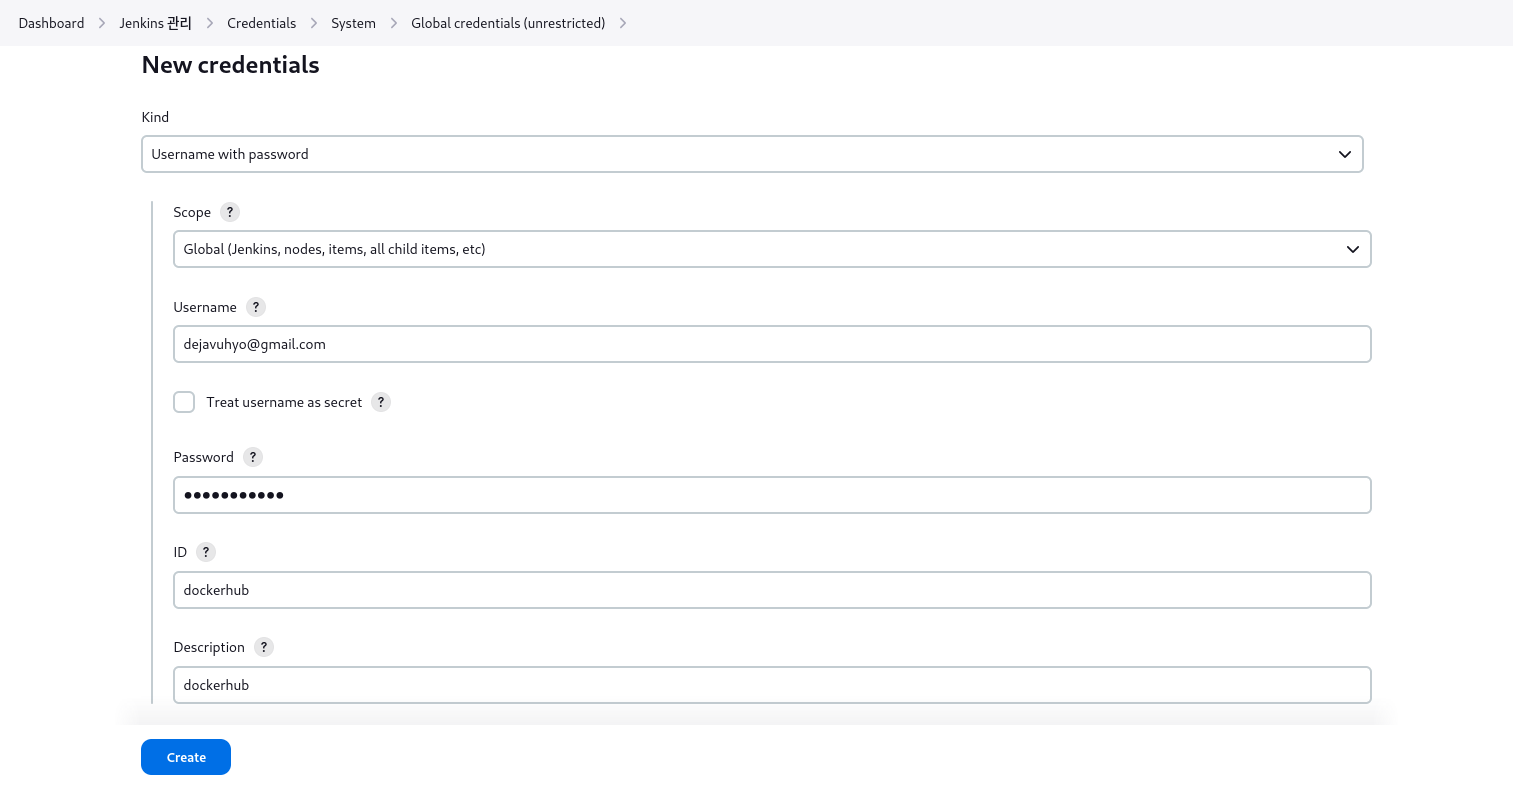 Dashboard > Jenkins 관리 > Credentials > System > Global credentials (unrestricted) >
New credentials
Kind
Username with password
Scope ?
Global (Jenkins, nodes, items, all child items, etc)
Username ?
dejavuhyo@gmail.com
Treat username as secret ?
Password ?
•••••••••••
ID ?
dockerhub
Description ?
dockerhub
Create